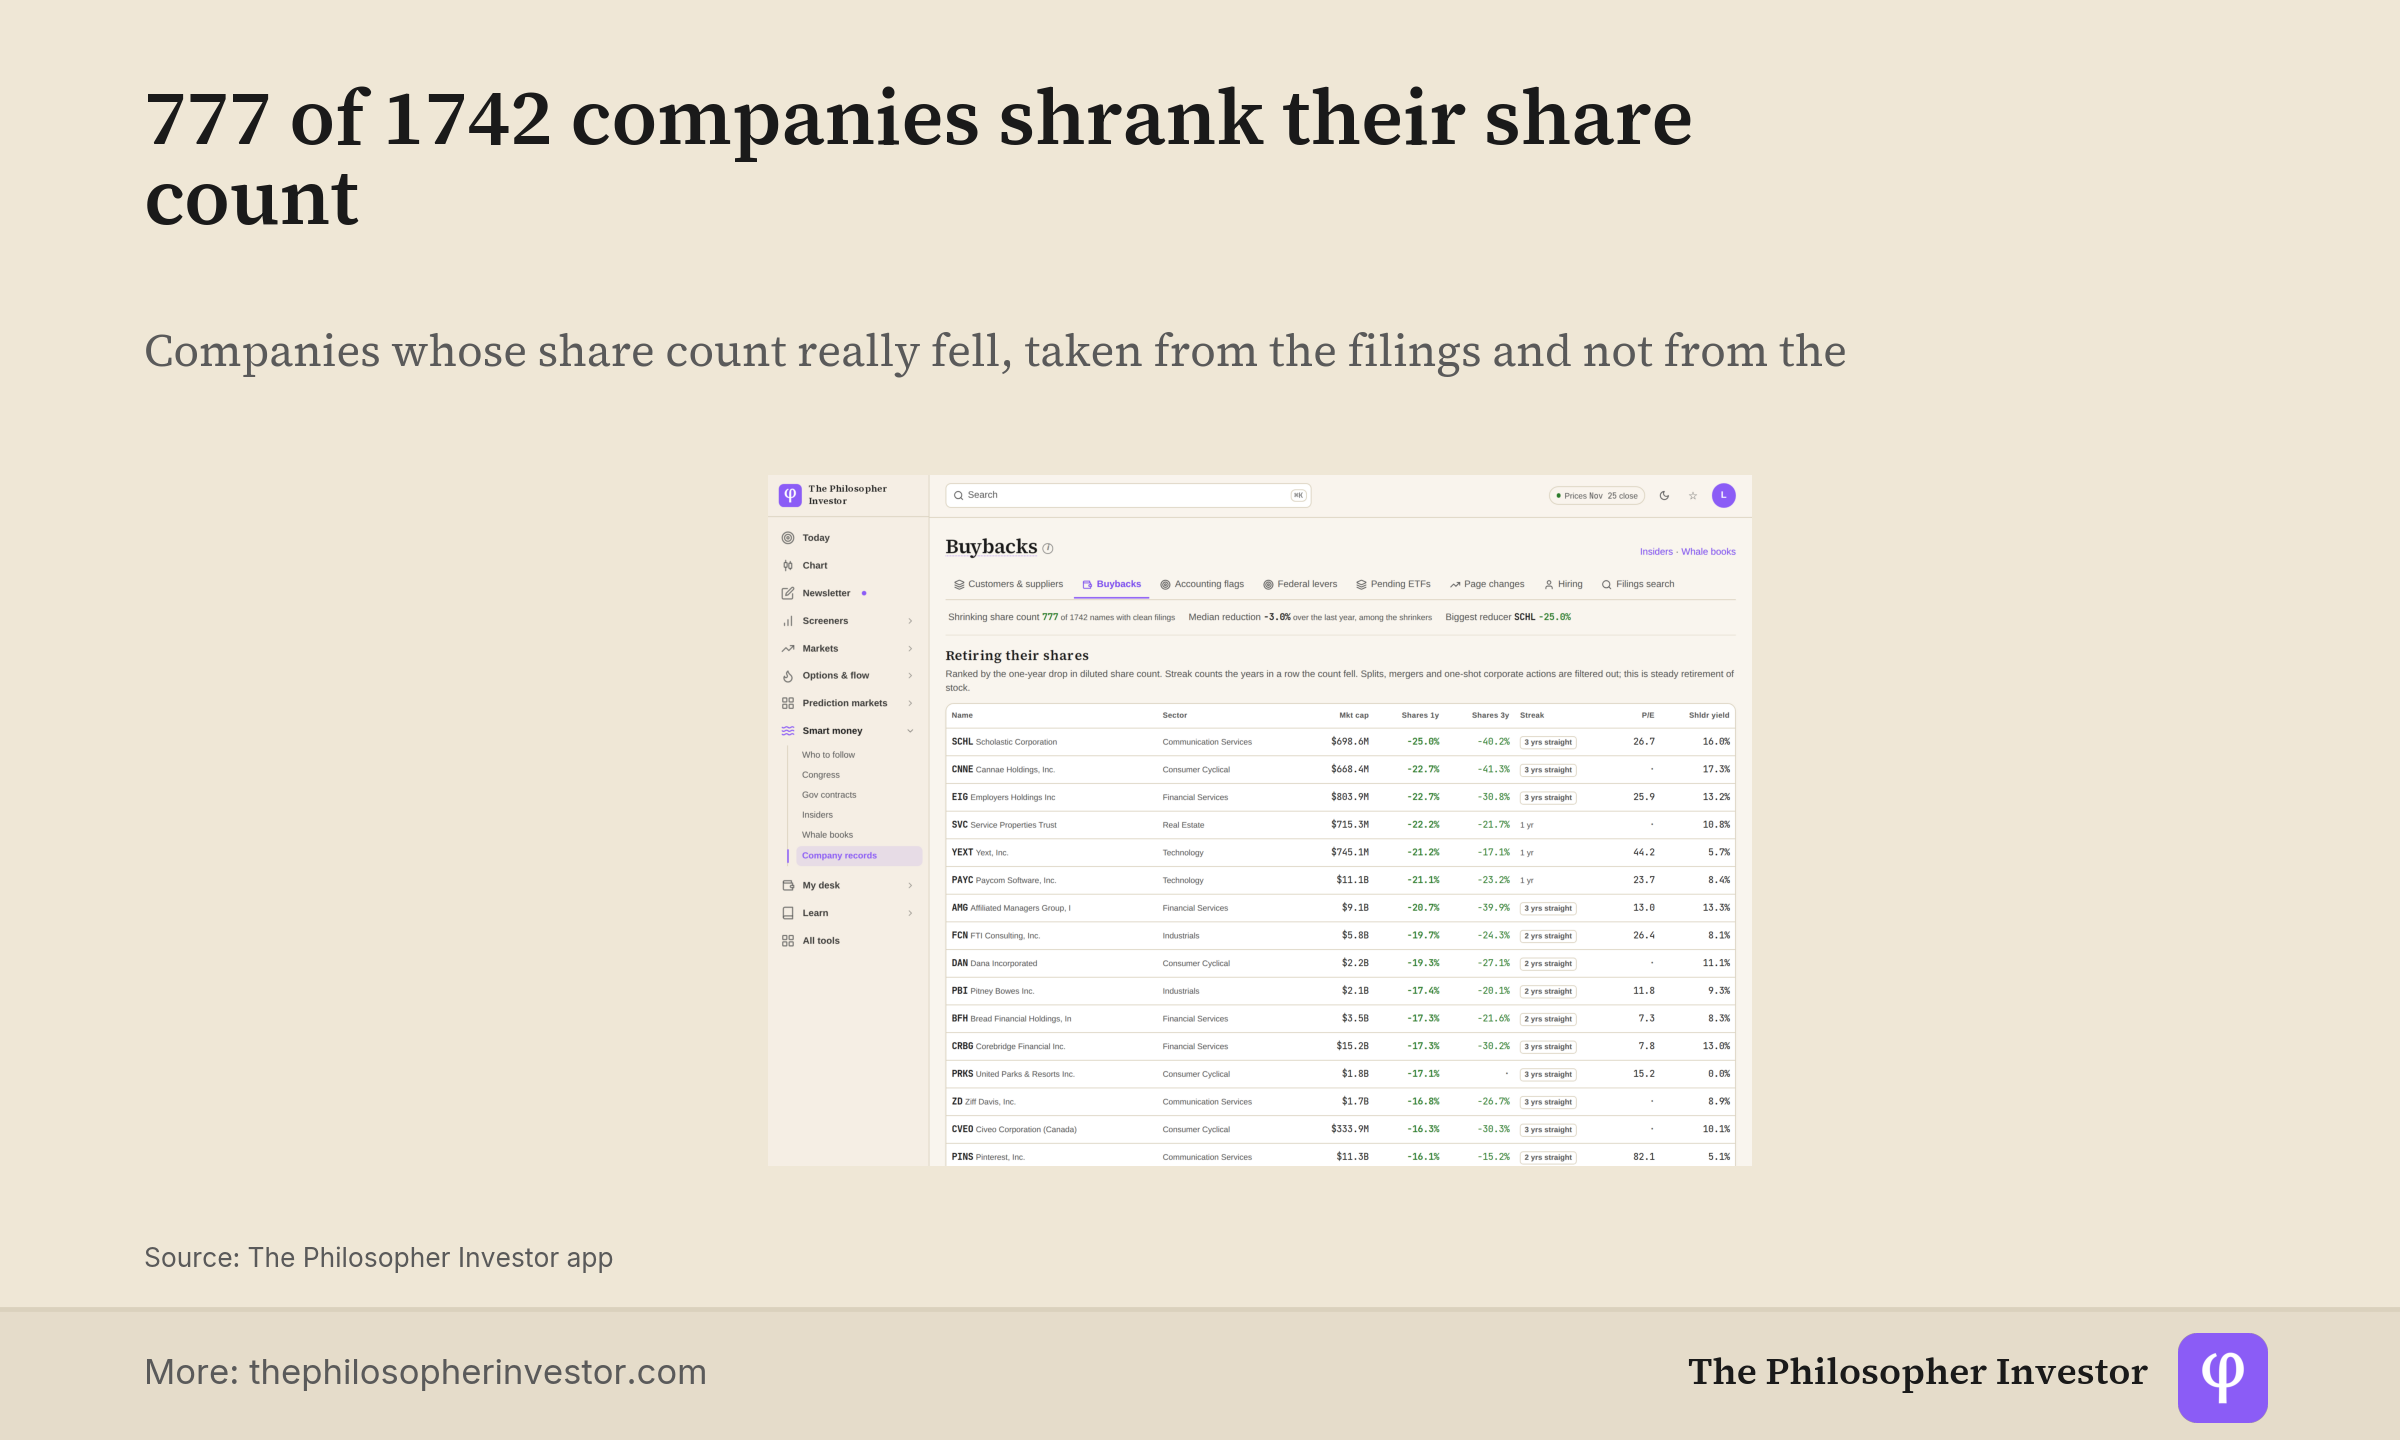 777 of 1742 companies shrank their share
count
Companies whose share count really fell, taken from the filings and not from the
φ The Philosopher
Investor
Search ⌘K
Prices Nov 25 close
L
Today
Chart
Newsletter
Screeners
Markets
Options & flow
Prediction markets
Smart money
Who to follow
Congress
Gov contracts
Insiders
Whale books
Company records
My desk
Learn
All tools
Buybacks i
Insiders · Whale books
Customers & suppliers Buybacks Accounting flags Federal levers Pending ETFs Page changes Hiring Filings search
Shrinking share count 777 of 1742 names with clean filings Median reduction -3.0% over the last year, among the shrinkers Biggest reducer SCHL -25.0%
Retiring their shares
Ranked by the one-year drop in diluted share count. Streak counts the years in a row the count fell. Splits, mergers and one-shot corporate actions are filtered out; this is steady retirement of
stock.
Name Sector Mkt cap Shares 1y Shares 3y Streak P/E Shldr yield
SCHL Scholastic Corporation Communication Services $698.6M -25.0% -40.2% 3 yrs straight 26.7 16.0%
CNNE Cannae Holdings, Inc. Consumer Cyclical $668.4M -22.7% -41.3% 3 yrs straight · 17.3%
EIG Employers Holdings Inc Financial Services $803.9M -22.7% -30.8% 3 yrs straight 25.9 13.2%
SVC Service Properties Trust Real Estate $715.3M -22.2% -21.7% 1 yr · 10.8%
YEXT Yext, Inc. Technology $745.1M -21.2% -17.1% 1 yr 44.2 5.7%
PAYC Paycom Software, Inc. Technology $11.1B -21.1% -23.2% 1 yr 23.7 8.4%
AMG Affiliated Managers Group, I Financial Services $9.1B -20.7% -39.9% 3 yrs straight 13.0 13.3%
FCN FTI Consulting, Inc. Industrials $5.8B -19.7% -24.3% 2 yrs straight 26.4 8.1%
DAN Dana Incorporated Consumer Cyclical $2.2B -19.3% -27.1% 2 yrs straight · 11.1%
PBI Pitney Bowes Inc. Industrials $2.1B -17.4% -20.1% 2 yrs straight 11.8 9.3%
BFH Bread Financial Holdings, In Financial Services $3.5B -17.3% -21.6% 2 yrs straight 7.3 8.3%
CRBG Corebridge Financial Inc. Financial Services $15.2B -17.3% -30.2% 3 yrs straight 7.8 13.0%
PRKS United Parks & Resorts Inc. Consumer Cyclical $1.8B -17.1% · 3 yrs straight 15.2 0.0%
ZD Ziff Davis, Inc. Communication Services $1.7B -16.8% -26.7% 3 yrs straight · 8.9%
CVEO Civeo Corporation (Canada) Consumer Cyclical $333.9M -16.3% -30.3% 3 yrs straight · 10.1%
PINS Pinterest, Inc. Communication Services $11.3B -16.1% -15.2% 2 yrs straight 82.1 5.1%
Source: The Philosopher Investor app
More: thephilosopherinvestor.com
The Philosopher Investor φ